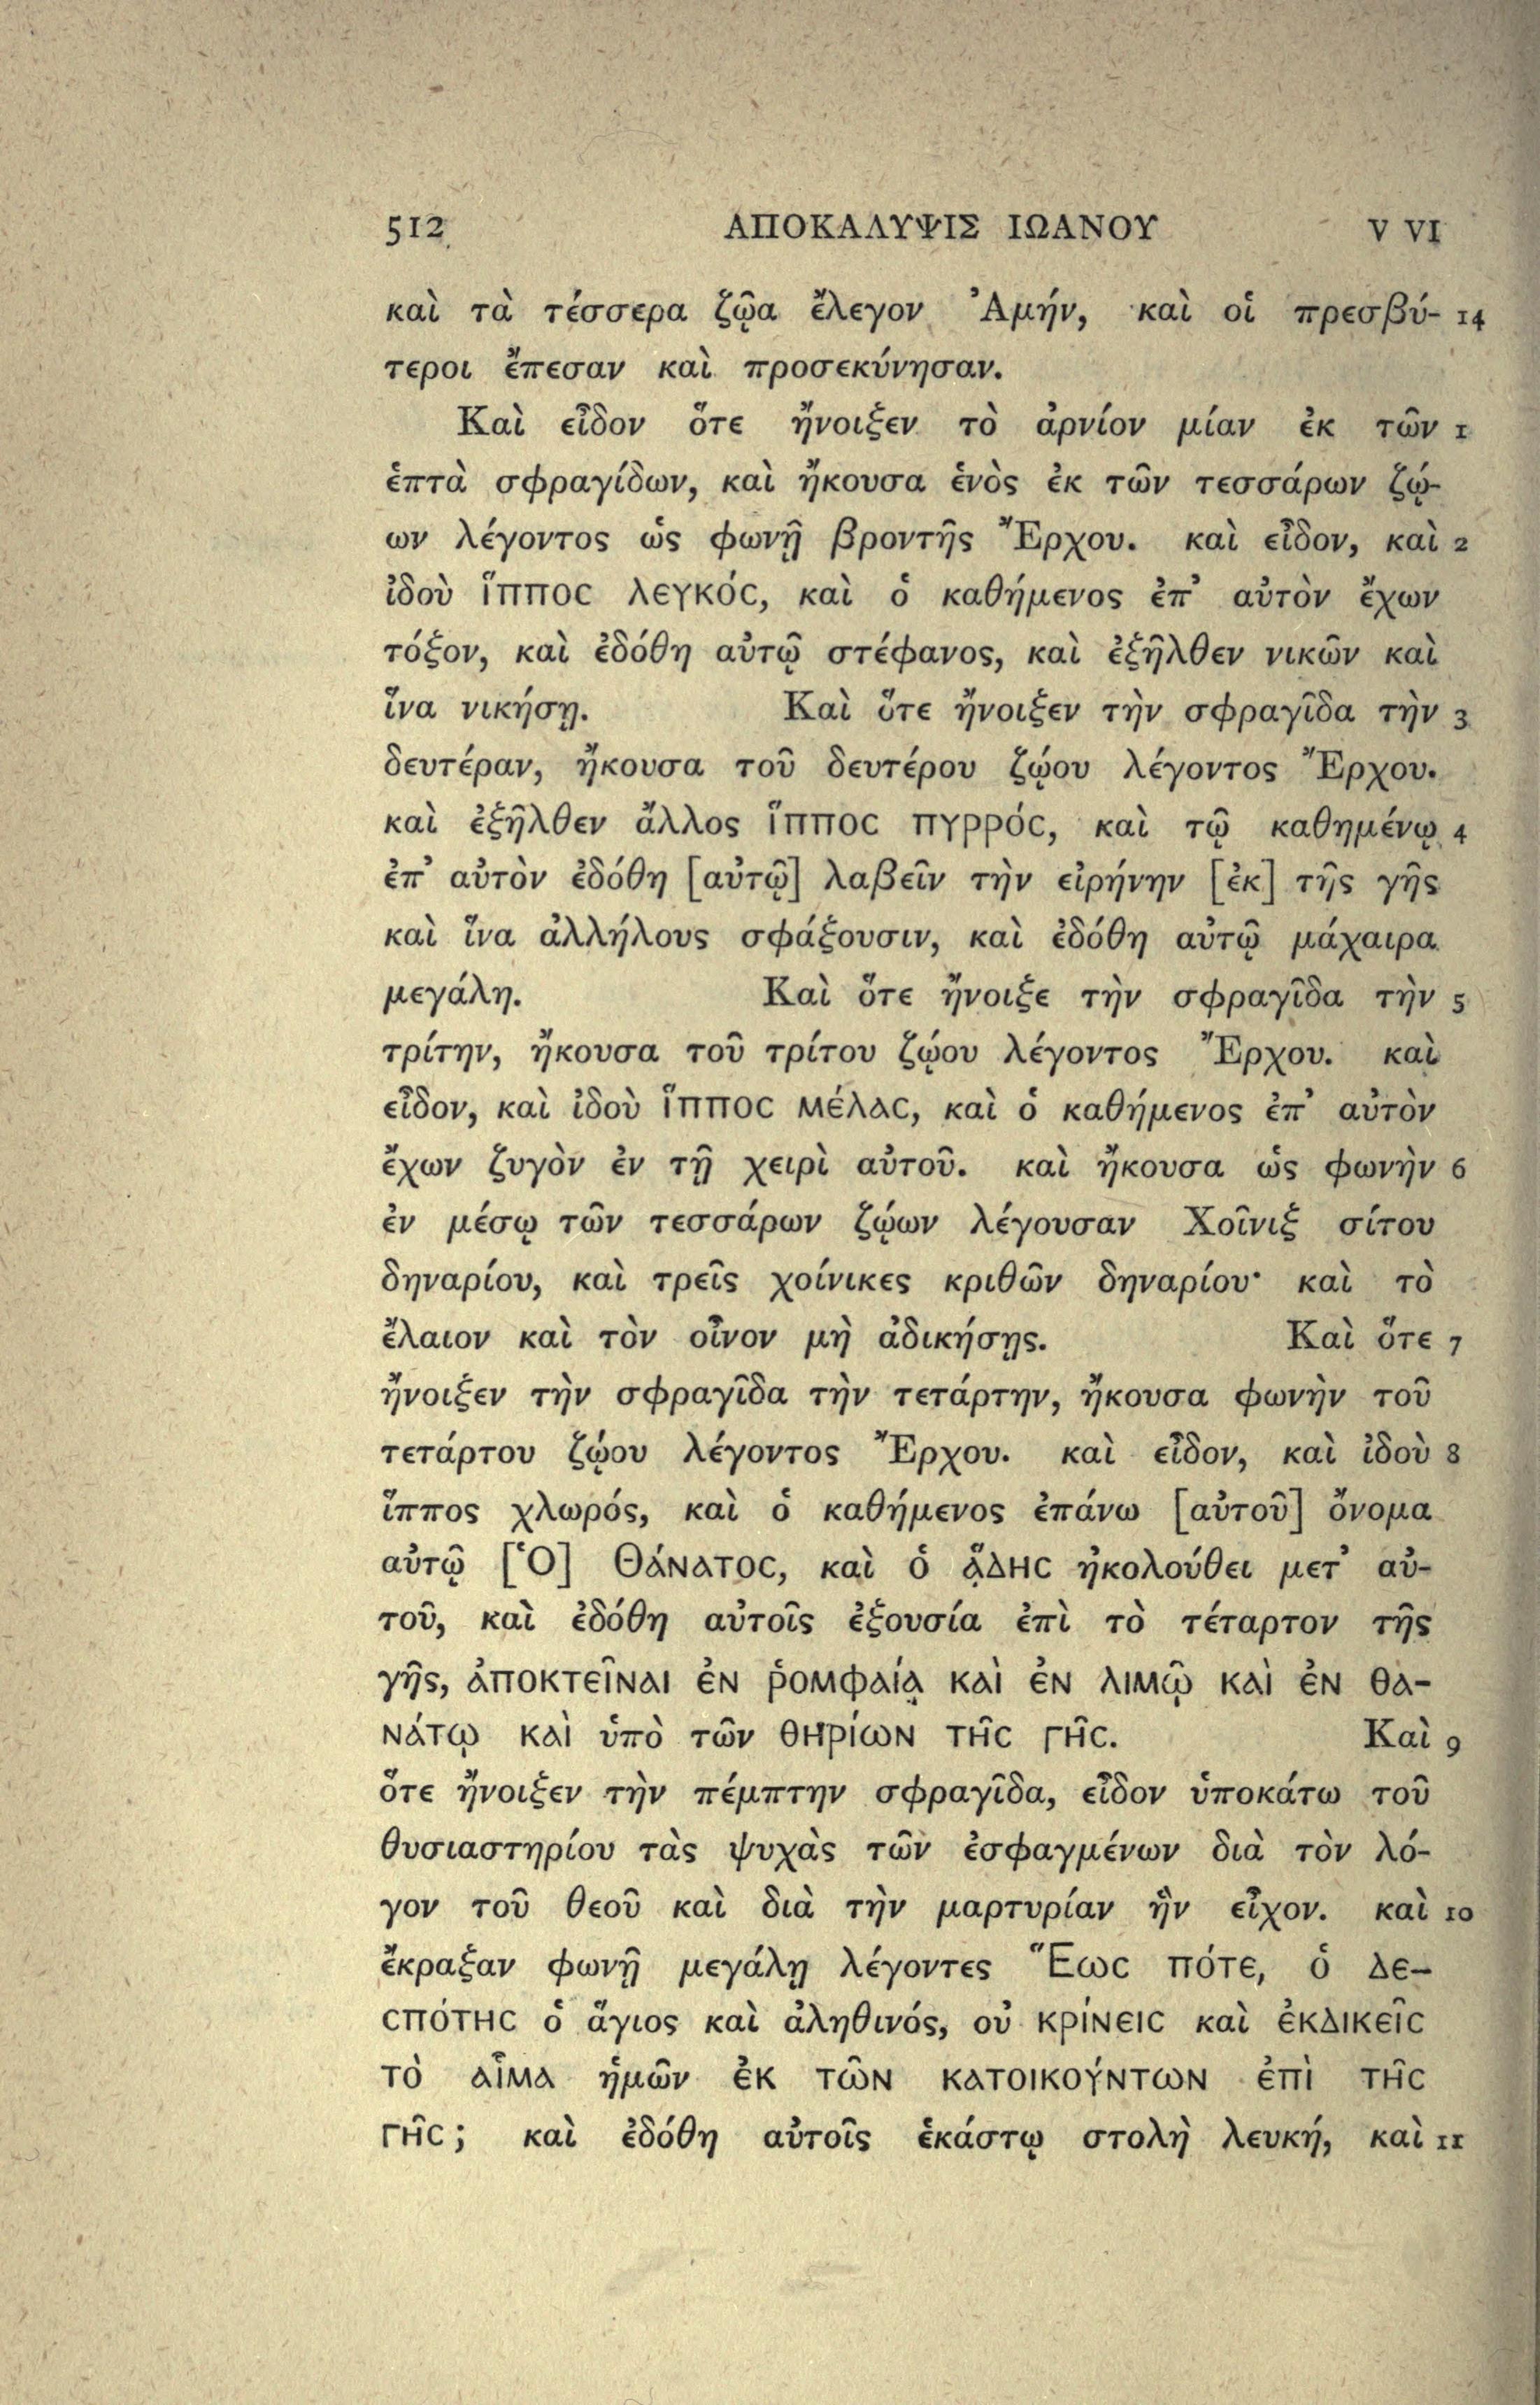 512 ΑΠΟΚΑΛΥΨΙΣ ΙΩΑΝΟΥ V VI
καὶ τὰ τέσσερα ζῷα ἔλεγον Ἀμήν, καὶ οἱ πρεσβύ- 14
τεροι ἔπεσαν καὶ προσεκύνησαν.
Καὶ εἶδον ὅτε ἤνοιξεν τὸ ἀρνίον μίαν ἐκ τῶν 1
ἑπτὰ σφραγίδων, καὶ ἤκουσα ἑνὸς ἐκ τῶν τεσσάρων ζῴ-
ων λέγοντος ὡς φωνῇ βροντῆς Ἔρχου. καὶ εἶδον, καὶ 2
ἰδοὺ ἵππος λευκός, καὶ ὁ καθήμενος ἐπ᾽ αὐτὸν ἔχων
τόξον, καὶ ἐδόθη αὐτῷ στέφανος, καὶ ἐξῆλθεν νικῶν καὶ
ἵνα νικήσῃ. Καὶ ὅτε ἤνοιξεν τὴν σφραγῖδα τὴν 3
δευτέραν, ἤκουσα τοῦ δευτέρου ζῴου λέγοντος Ἔρχου.
καὶ ἐξῆλθεν ἄλλος ἵππος πυρρός, καὶ τῷ καθημένῳ 4
ἐπ᾽ αὐτὸν ἐδόθη [αὐτῷ] λαβεῖν τὴν εἰρήνην [ἐκ] τῆς γῆς
καὶ ἵνα ἀλλήλους σφάξουσιν, καὶ ἐδόθη αὐτῷ μάχαιρα
μεγάλη. Καὶ ὅτε ἤνοιξε τὴν σφραγῖδα τὴν 5
τρίτην, ἤκουσα τοῦ τρίτου ζῴου λέγοντος Ἔρχου. καὶ
εἶδον, καὶ ἰδοὺ ἵππος μέλας, καὶ ὁ καθήμενος ἐπ᾽ αὐτὸν
ἔχων ζυγὸν ἐν τῇ χειρὶ αὐτοῦ. καὶ ἤκουσα ὡς φωνὴν 6
ἐν μέσῳ τῶν τεσσάρων ζῴων λέγουσαν Χοῖνιξ σίτου
δηναρίου, καὶ τρεῖς χοίνικες κριθῶν δηναρίου· καὶ τὸ
ἔλαιον καὶ τὸν οἶνον μὴ ἀδικήσῃς. Καὶ ὅτε 7
ἤνοιξεν τὴν σφραγῖδα τὴν τετάρτην, ἤκουσα φωνὴν τοῦ
τετάρτου ζῴου λέγοντος Ἔρχου. καὶ εἶδον, καὶ ἰδοὺ 8
ἵππος χλωρός, καὶ ὁ καθήμενος ἐπάνω [αὐτοῦ] ὄνομα
αὐτῷ [Ὁ] Θάνατος, καὶ ὁ ᾅδης ἠκολούθει μετ᾽ αὐ-
τοῦ, καὶ ἐδόθη αὐτοῖς ἐξουσία ἐπὶ τὸ τέταρτον τῆς
γῆς, ἀποκτεῖναι ἐν ῥομφαίᾳ καὶ ἐν λιμῷ καὶ ἐν θα-
νάτῳ καὶ ὑπὸ τῶν θηρίων τῆς γῆς. Καὶ 9
ὅτε ἤνοιξεν τὴν πέμπτην σφραγῖδα, εἶδον ὑποκάτω τοῦ
θυσιαστηρίου τὰς ψυχὰς τῶν ἐσφαγμένων διὰ τὸν λό-
γον τοῦ θεοῦ καὶ διὰ τὴν μαρτυρίαν ἣν εἶχον. καὶ 10
ἔκραξαν φωνῇ μεγάλῃ λέγοντες Ἕως πότε, ὁ δε-
σπότης ὁ ἅγιος καὶ ἀληθινός, οὐ κρίνεις καὶ ἐκδικεῖς
τὸ αἷμα ἡμῶν ἐκ τῶν κατοικούντων ἐπὶ τῆς
γῆς; καὶ ἐδόθη αὐτοῖς ἑκάστῳ στολὴ λευκή, καὶ 11